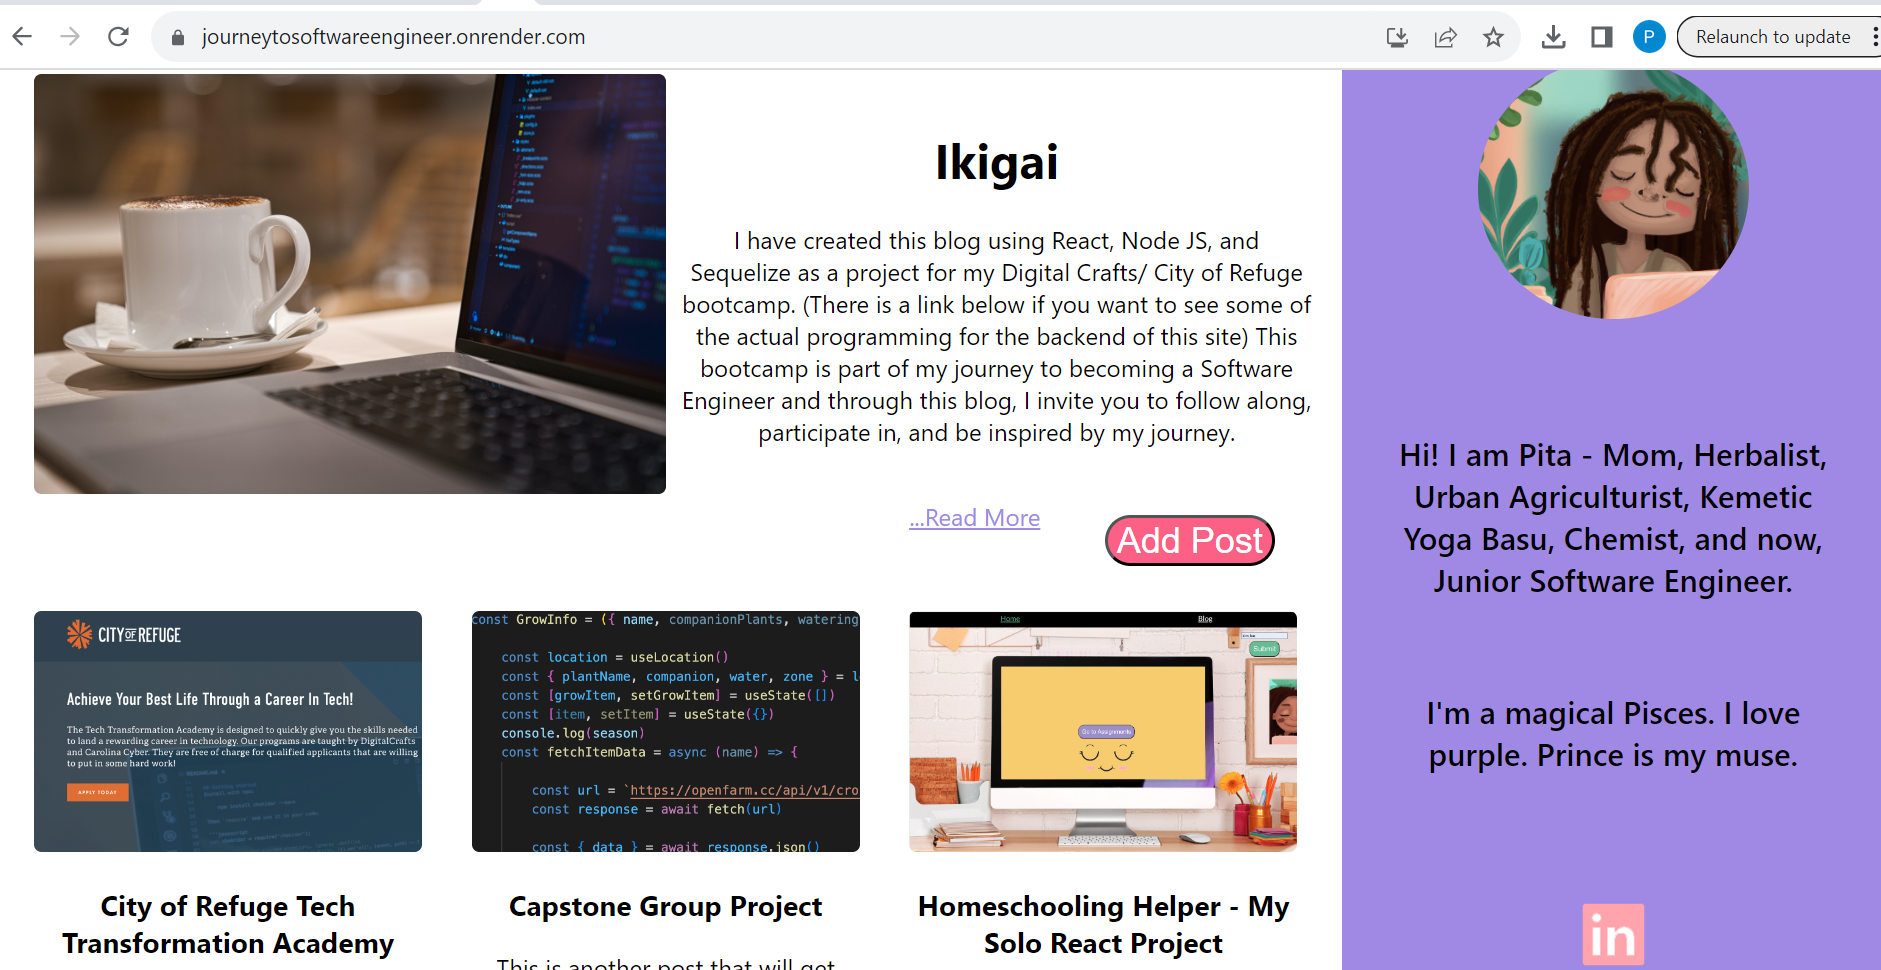 journeytosoftwareengineer.onrender.com
P
Relaunch to update
Ikigai
I have created this blog using React, Node JS, and
Sequelize as a project for my Digital Crafts/ City of Refuge
bootcamp. (There is a link below if you want to see some of
the actual programming for the backend of this site) This
bootcamp is part of my journey to becoming a Software
Engineer and through this blog, I invite you to follow along,
participate in, and be inspired by my journey.
...Read More
Add Post
Hi! I am Pita - Mom, Herbalist,
Urban Agriculturist, Kemetic
Yoga Basu, Chemist, and now,
Junior Software Engineer.
I'm a magical Pisces. I love
purple. Prince is my muse.
in
CITY OF REFUGE
Achieve Your Best Life Through a Career In Tech!
The Tech Transformation Academy is designed to quickly give you the skills needed
to land a rewarding career in technology. Our programs are taught by DigitalCrafts
and Carolina Cyber. They are free of charge for qualified applicants that are willing
to put in some hard work!
APPLY TODAY
const GrowInfo = ({ name, companionPlants, watering
const location = useLocation()
const { plantName, companion, water, zone } = l
const [growItem, setGrowItem] = useState([])
const [item, setItem] = useState({})
console.log(season)
const fetchItemData = async (name) => {
const url = `https://openfarm.cc/api/v1/cro
const response = await fetch(url)
const { data } = await response.json()
Home
Blog
Submit
Go to Assignments
City of Refuge Tech
Transformation Academy
Capstone Group Project
This is another post that will get
Homeschooling Helper - My
Solo React Project